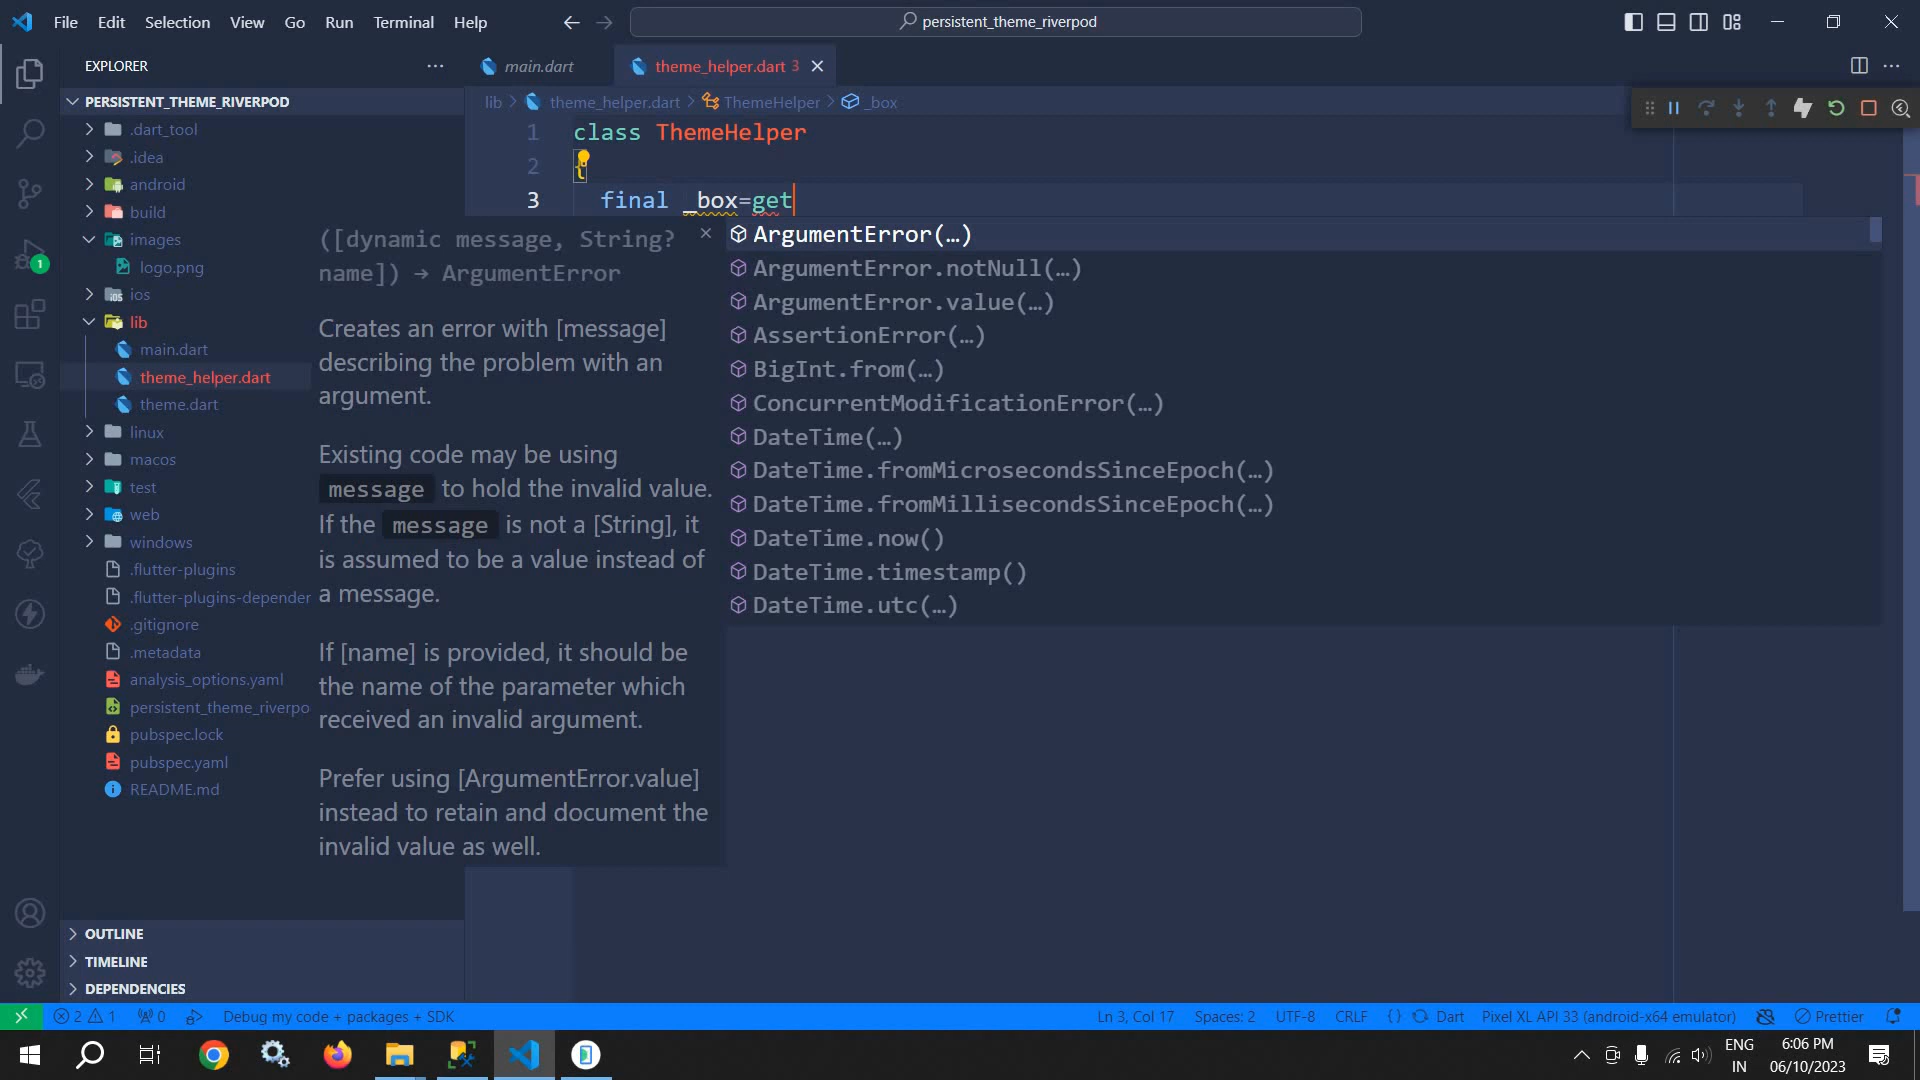 File Edit Selection View Go Run Terminal Help
persistent_theme_riverpod
EXPLORER
PERSISTENT_THEME_RIVERPOD
.dart_tool
.idea
android
build
images
logo.png
ios
lib
main.dart
theme_helper.dart
theme.dart
linux
macos
test
web
windows
.flutter-plugins
.flutter-plugins-depender
.gitignore
.metadata
analysis_options.yaml
persistent_theme_riverpo
pubspec.lock
pubspec.yaml
README.md
OUTLINE
TIMELINE
DEPENDENCIES
1
main.dart
theme_helper.dart 3
lib > theme_helper.dart > ThemeHelper > _box
1 class ThemeHelper
2 {
3 final _box=get
([dynamic message, String?
name]) → ArgumentError
Creates an error with [message]
describing the problem with an
argument.
Existing code may be using
message to hold the invalid value.
If the message is not a [String], it
is assumed to be a value instead of
a message.
If [name] is provided, it should be
the name of the parameter which
received an invalid argument.
Prefer using [ArgumentError.value]
instead to retain and document the
invalid value as well.
ArgumentError(…)
ArgumentError.notNull(…)
ArgumentError.value(…)
AssertionError(…)
BigInt.from(…)
ConcurrentModificationError(…)
DateTime(…)
DateTime.fromMicrosecondsSinceEpoch(…)
DateTime.fromMillisecondsSinceEpoch(…)
DateTime.now()
DateTime.timestamp()
DateTime.utc(…)
2 1 0 Debug my code + packages + SDK
Ln 3, Col 17 Spaces: 2 UTF-8 CRLF {} Dart Pixel XL API 33 (android-x64 emulator) Prettier
ENG
IN
6:06 PM
06/10/2023